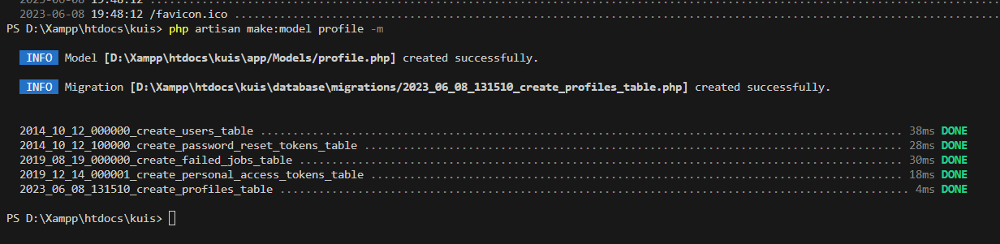 2023-06-08 19:48:12
2023-06-08 19:48:12 /favicon.ico ........................................................................................................................
PS D:\Xampp\htdocs\kuis> php artisan make:model profile -m
INFO Model [D:\Xampp\htdocs\kuis\app/Models/profile.php] created successfully.
INFO Migration [D:\Xampp\htdocs\kuis\database\migrations/2023_06_08_131510_create_profiles_table.php] created successfully.
2014_10_12_000000_create_users_table ................................................................................................... 38ms DONE
2014_10_12_100000_create_password_reset_tokens_table ................................................................................... 28ms DONE
2019_08_19_000000_create_failed_jobs_table ............................................................................................. 30ms DONE
2019_12_14_000001_create_personal_access_tokens_table .................................................................................. 18ms DONE
2023_06_08_131510_create_profiles_table ................................................................................................. 4ms DONE
PS D:\Xampp\htdocs\kuis>